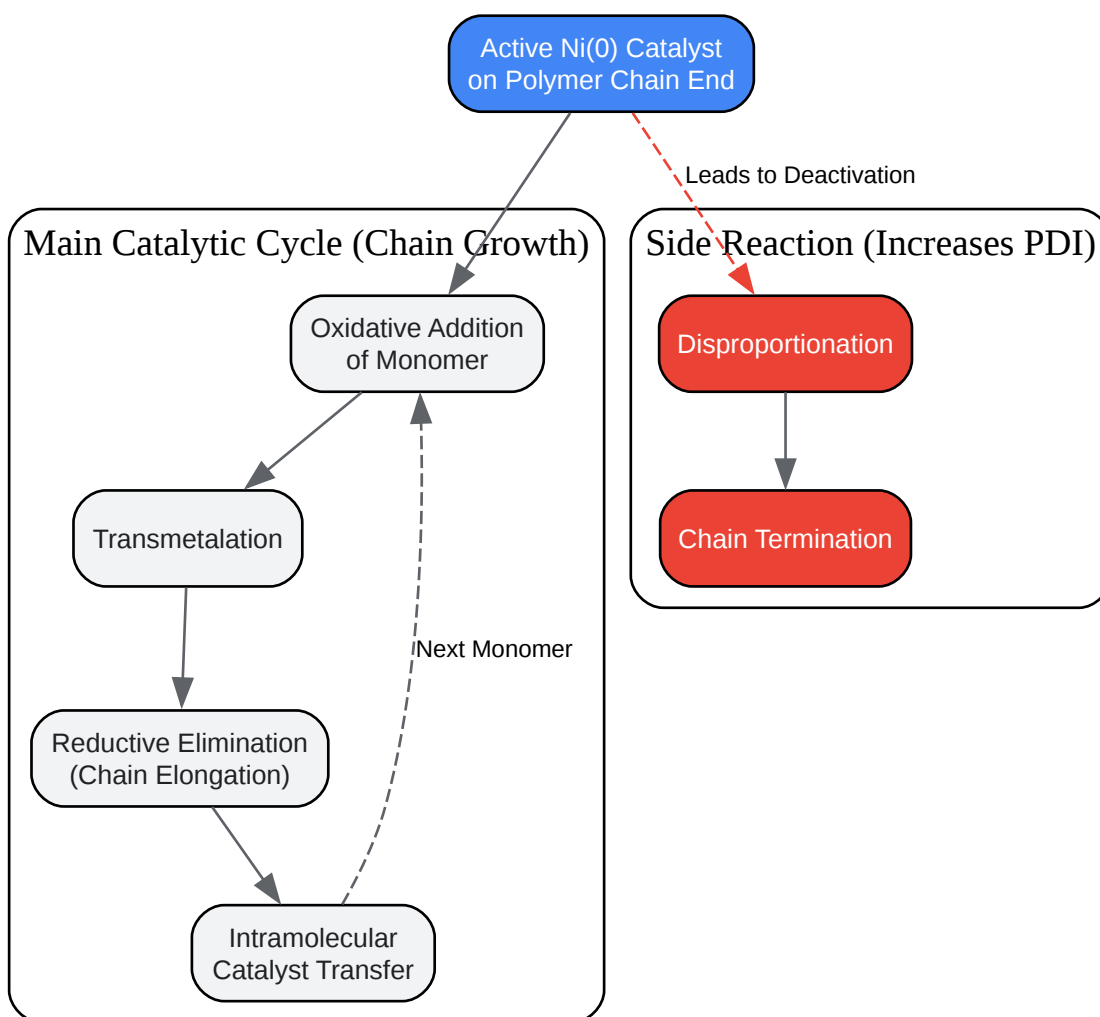 Active Ni(0) Catalyst
on Polymer Chain End
Leads to Deactivation
Main Catalytic Cycle (Chain Growth)
Oxidative Addition
of Monomer
Transmetalation
Next Monomer
Reductive Elimination
(Chain Elongation)
Intramolecular
Catalyst Transfer
Side Reaction (Increases PDI)
Disproportionation
Chain Termination